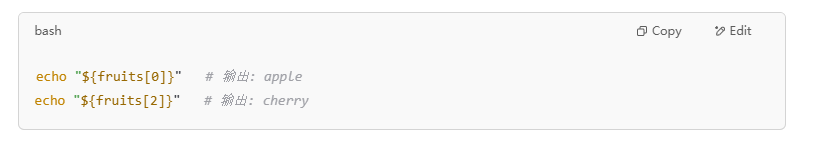 bash Copy Edit
echo "${fruits[0]}" # 输出: apple
echo "${fruits[2]}" # 输出: cherry